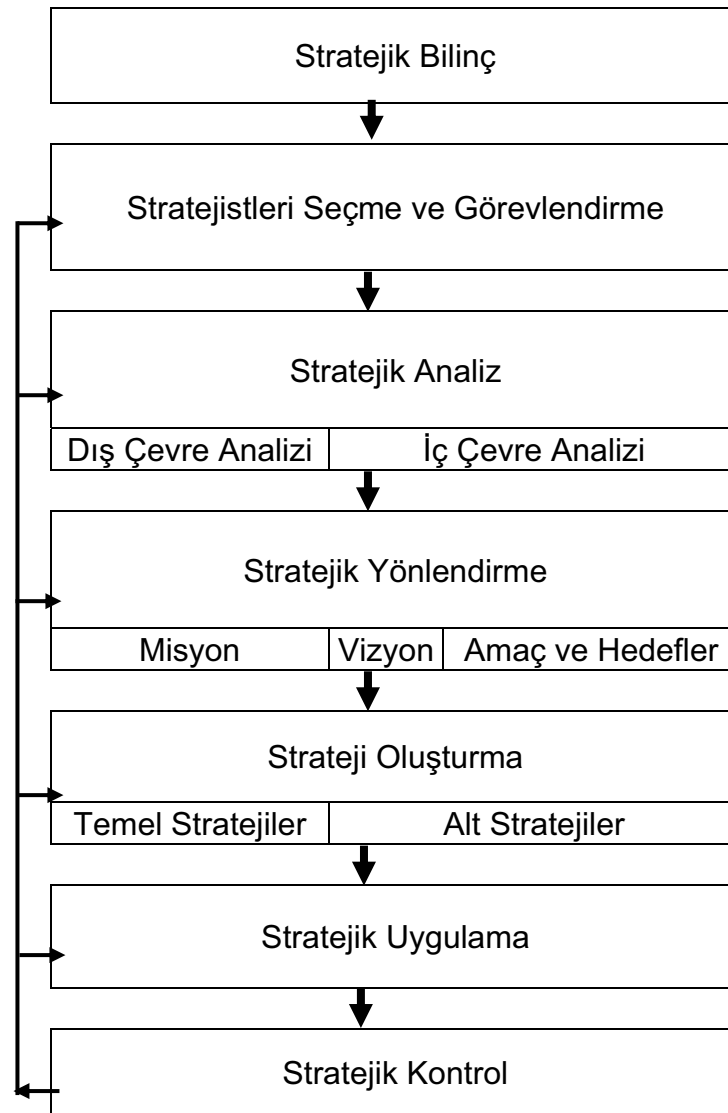 Stratejik Bilinç
Stratejistleri Seçme ve Görevlendirme
Stratejik Analiz
Dış Çevre Analizi
İç Çevre Analizi
Stratejik Yönlendirme
Misyon
Vizyon
Amaç ve Hedefler
Strateji Oluşturma
Temel Stratejiler
Alt Stratejiler
Stratejik Uygulama
Stratejik Kontrol